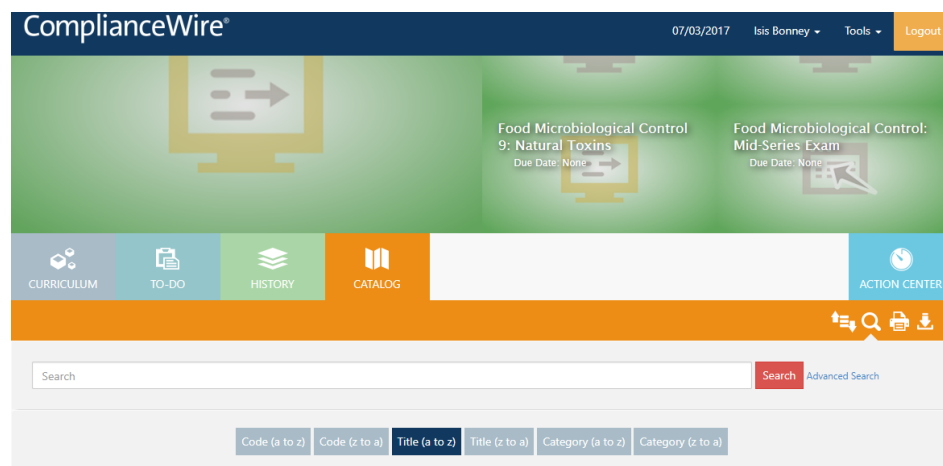 ComplianceWire®
07/03/2017 Isis Bonney Tools Logout
Food Microbiological Control
9: Natural Toxins
Due Date: None
Food Microbiological Control:
Mid-Series Exam
Due Date: None
CURRICULUM TO-DO HISTORY CATALOG ACTION CENTER
Search Search Advanced Search
Code (a to z) Code (z to a) Title (a to z) Title (z to a) Category (a to z) Category (z to a)